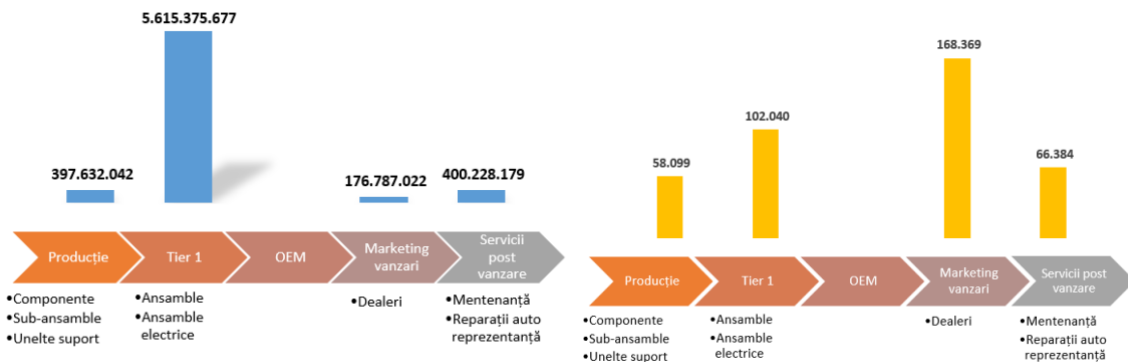 5.615.375.677
397.632.042
176.787.022
400.228.179
Producție
Tier 1
OEM
Marketing
vanzari
Servicii
post
vanzare
•Componente
•Sub-ansamble
•Unelte suport
•Ansamble
•Ansamble
electrice
•Dealeri
•Mentenanță
•Reparații auto
reprezentanță
168.369
102.040
58.099
66.384
Producție
Tier 1
OEM
Marketing
vanzari
Servicii post
vanzare
•Componente
•Sub-ansamble
•Unelte suport
•Ansamble
•Ansamble
electrice
•Dealeri
•Mentenanță
•Reparații auto
reprezentanță